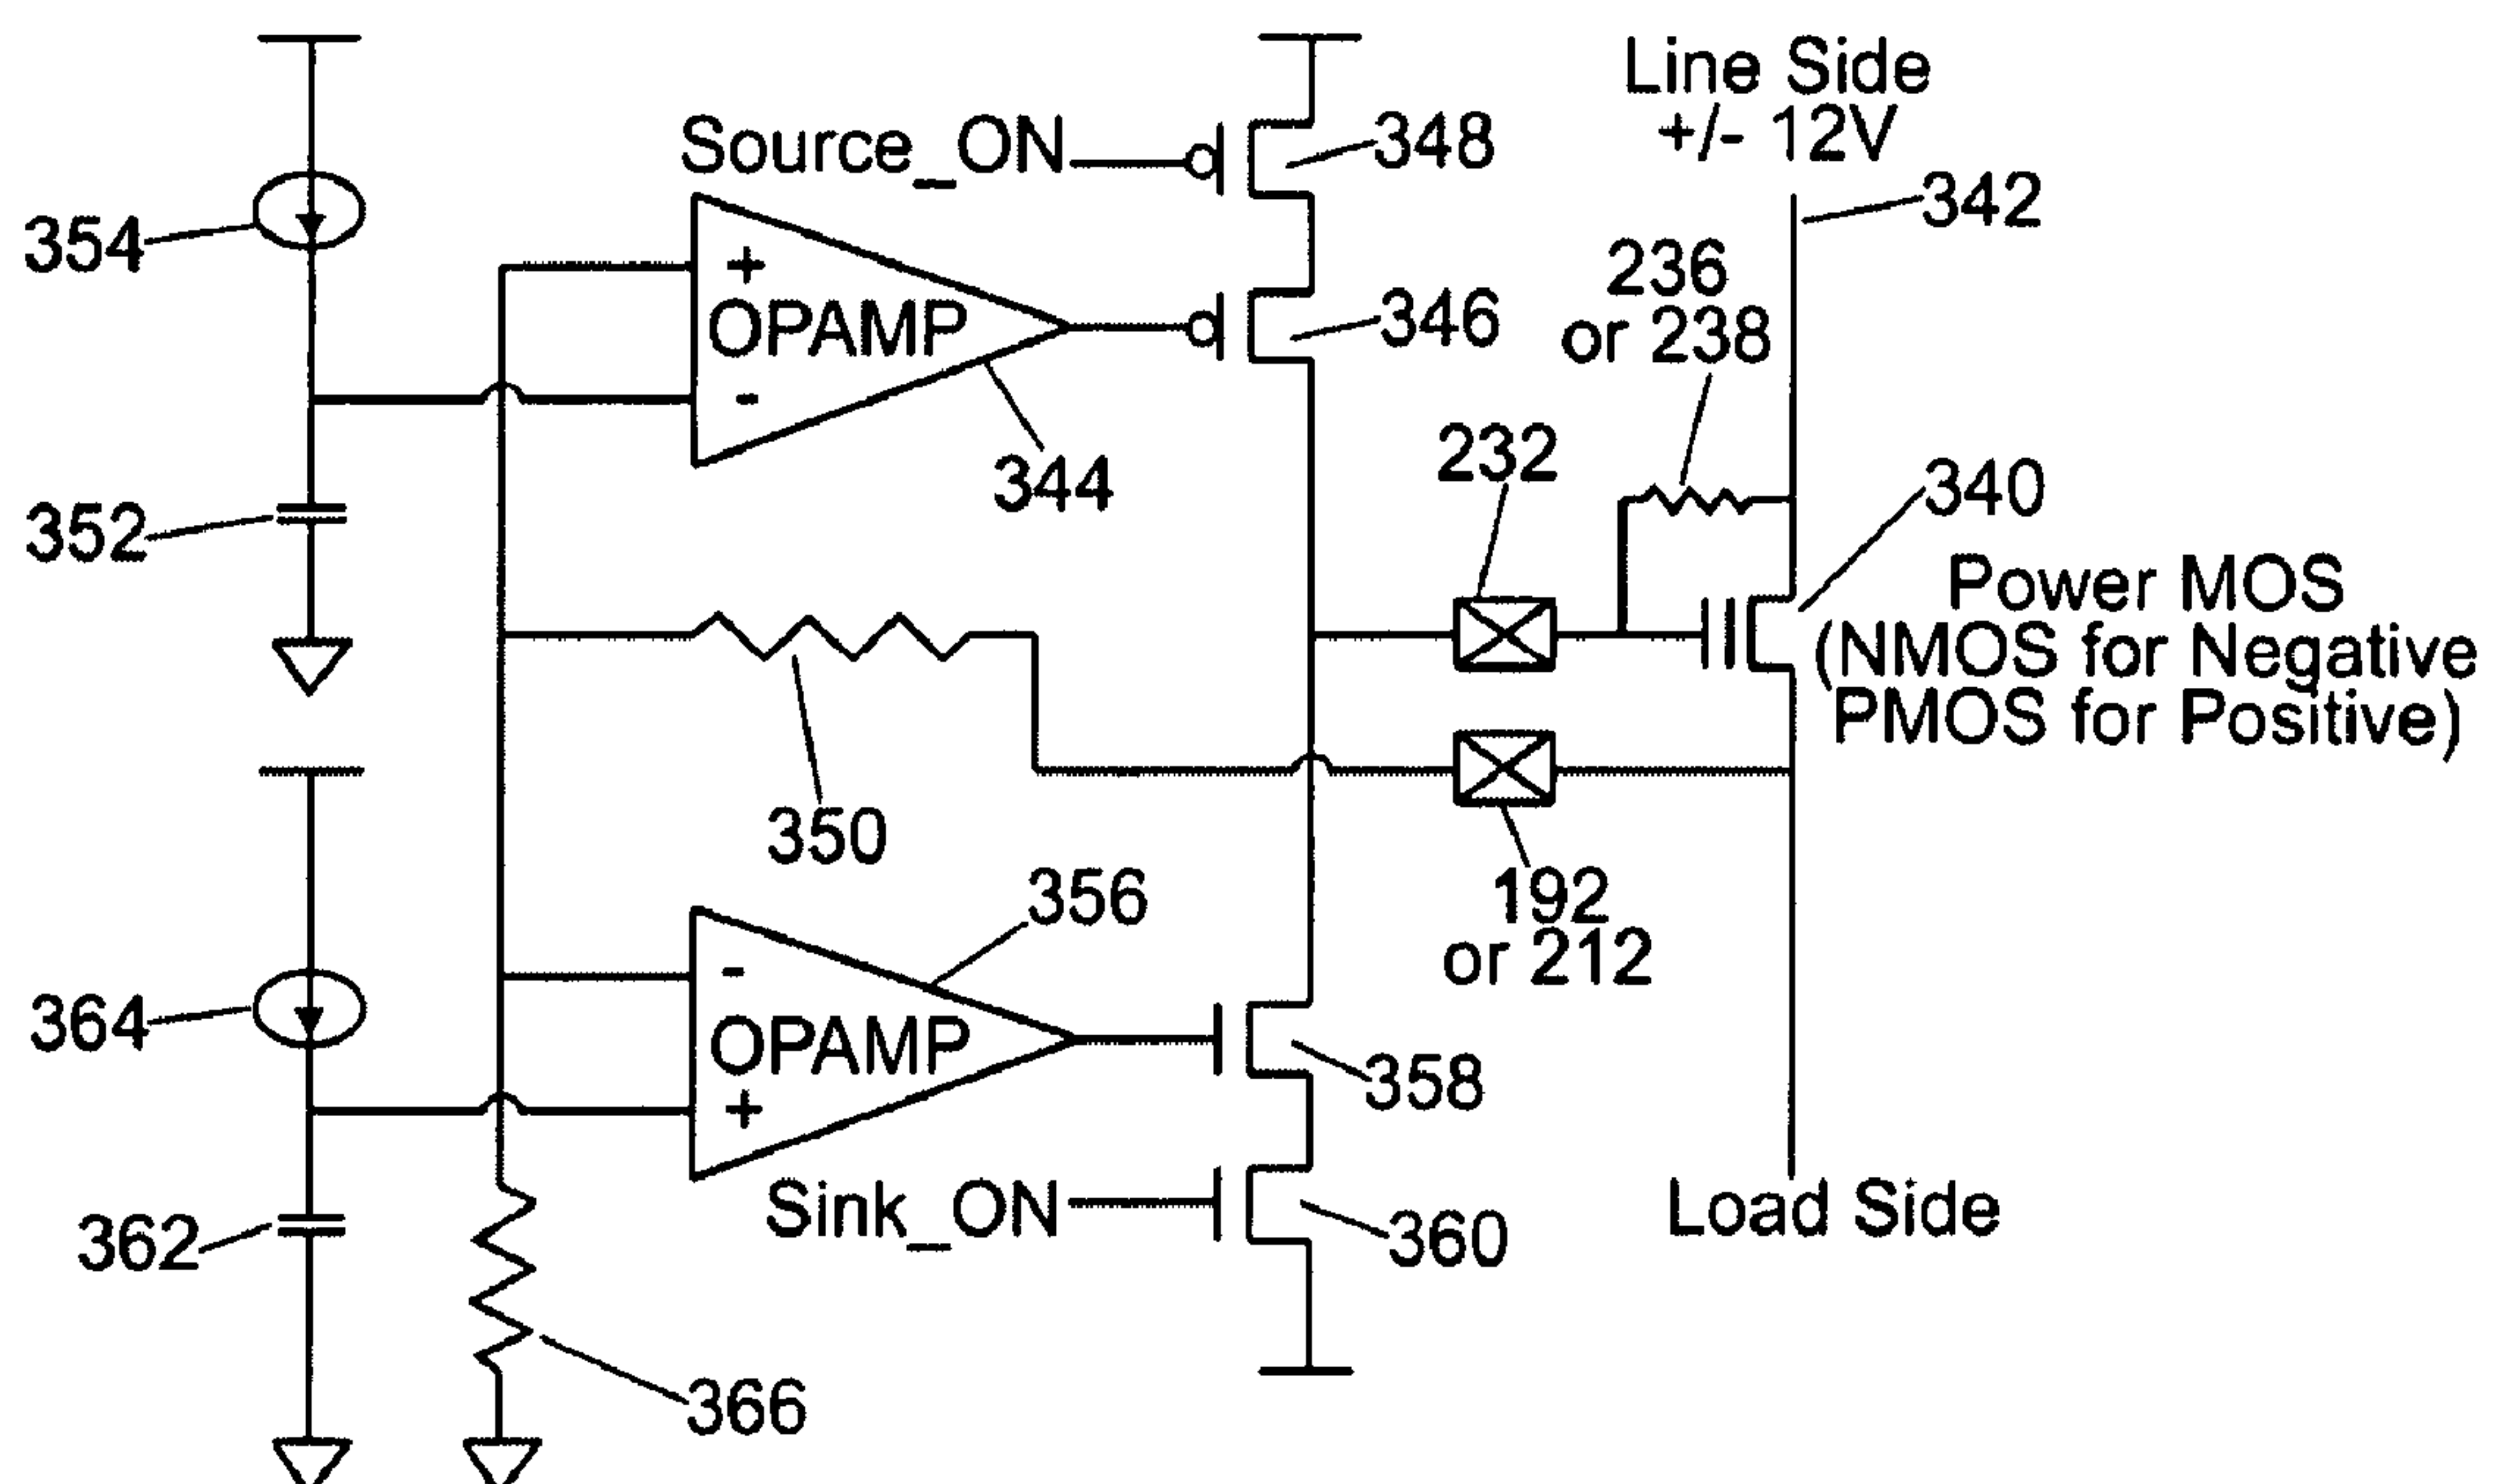 Line Side
+/- 12V
Source_ON
348
342
354
+
OPAMP
-
346
236
or 238
232
344
340
352
Power MOS
(NMOS for Negative
PMOS for Positive)
350
192
or 212
356
364
-
OPAMP
+
358
Sink_ON
360
Load Side
362
366